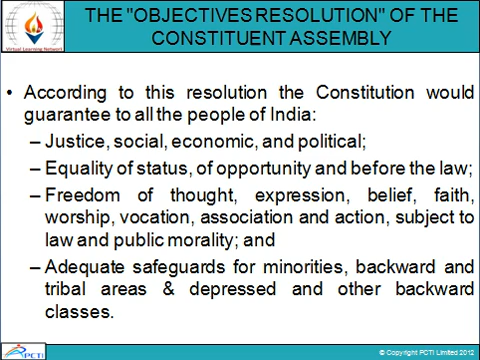 THE "OBJECTIVES RESOLUTION" OF THE
CONSTITUENT ASSEMBLY
Virtual Learning Network
• According to this resolution the Constitution would
guarantee to all the people of India:
– Justice, social, economic, and political;
– Equality of status, of opportunity and before the law;
– Freedom of thought, expression, belief, faith,
worship, vocation, association and action, subject to
law and public morality; and
– Adequate safeguards for minorities, backward and
tribal areas & depressed and other backward
classes.
PCTI
© Copyright PCTI Limited 2012